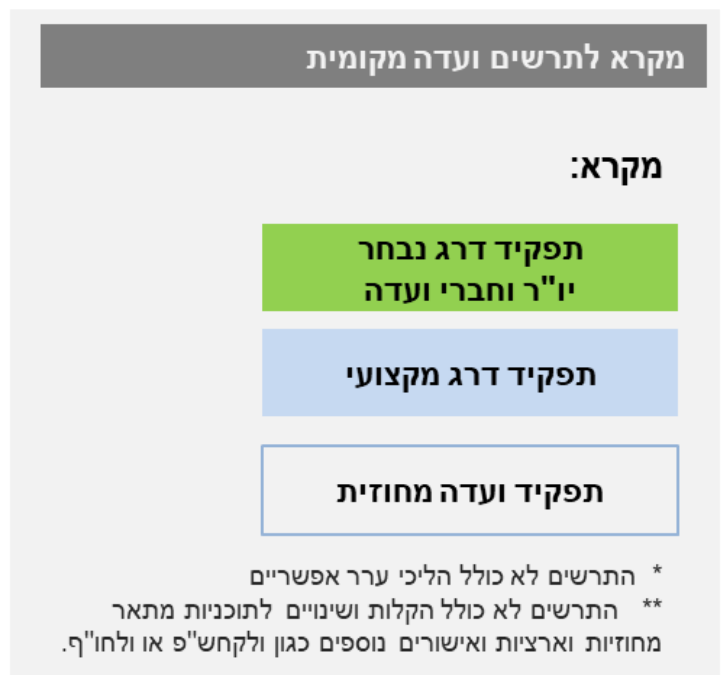 מקרא לתרשים ועדה מקומית
מקרא:
תפקיד דרג נבחר
יו"ר וחברי ועדה
תפקיד דרג מקצועי
תפקיד ועדה מחוזית
* התרשים לא כולל הליכי ערר אפשריים
** התרשים לא כולל הקלות ושינויים לתוכניות מתאר
מחוזיות וארציות ואישורים נוספים כגון ולקחש"פ או ולחו"ף.